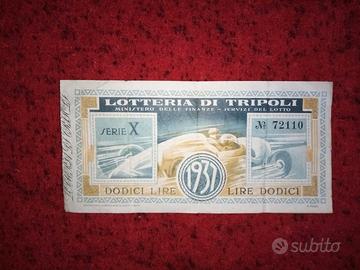 LOTTERIA DI TRIPOLI
MINISTERO DELLE FINANZE - SERVIZI DEL LOTTO
SERIE X
Nº 72110
1937
DODICI LIRE
LIRE DODICI
subito